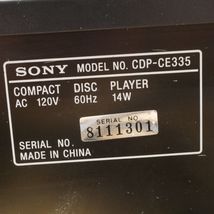 SONY MODEL NO. CDP-CE335
COMPACT DISC PLAYER
AC 120V 60Hz 14W
SERIAL NO.
8111301
SERIAL NO.
MADE IN CHINA